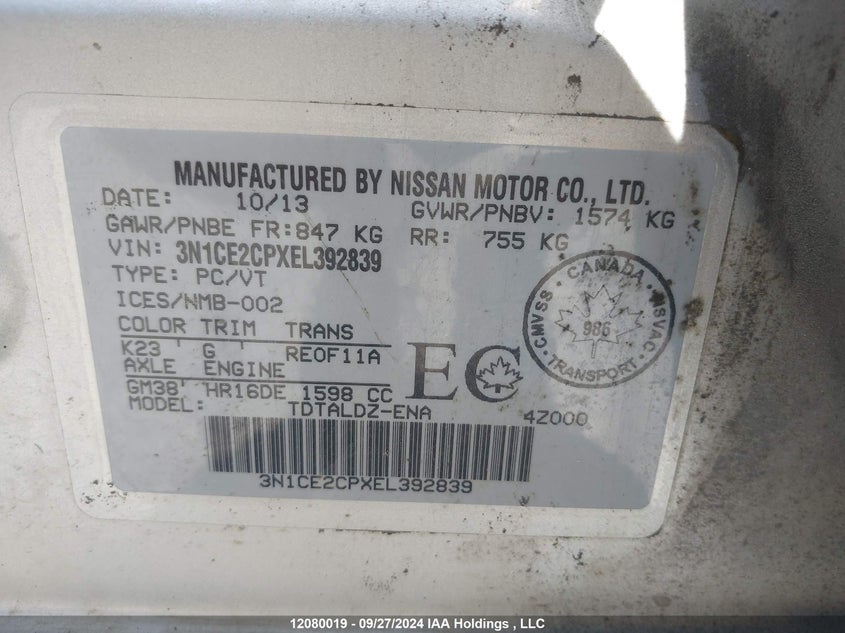 MANUFACTURED BY NISSAN MOTOR CO., LTD.
DATE: 10/13 GVWR/PNBV: 1574 KG
GAWR/PNBE FR: 847 KG RR: 755 KG
VIN: 3N1CE2CPXEL392839
TYPE: PC/VT
ICES/NMB-002
COLOR TRIM TRANS
K23 G RE0F11A
AXLE ENGINE
GM38 HR16DE 1598 CC
MODEL: TDTALDZ-ENA 4Z000
EC
CANADA
CMVSS NSVAC
986
TRANSPORT
3N1CE2CPXEL392839
12080019 - 09/27/2024 IAA Holdings , LLC